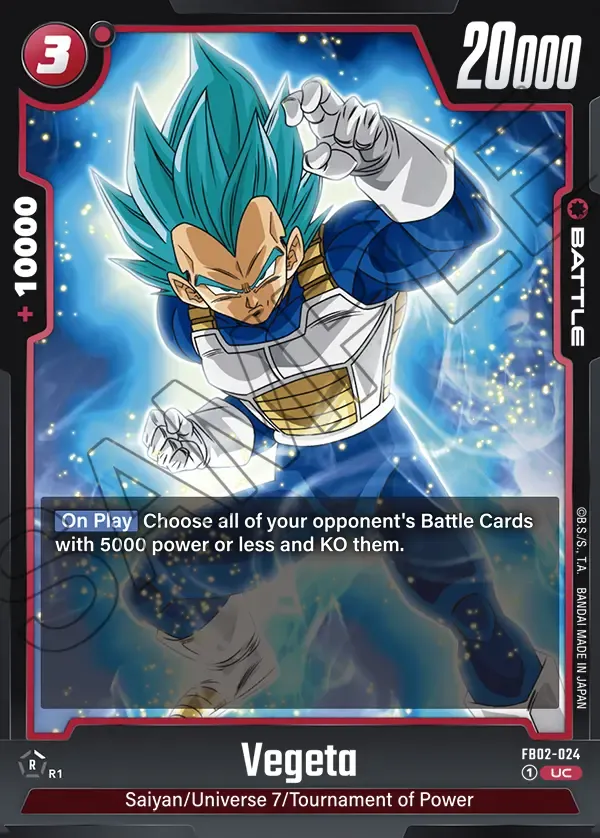 3
20000
+10000
BATTLE
SAMPLE
On Play Choose all of your opponent's Battle Cards
with 5000 power or less and KO them.
©B.S./S., T.A. BANDAI MADE IN JAPAN
R
R1
Vegeta
FB02-024
1 UC
Saiyan/Universe 7/Tournament of Power